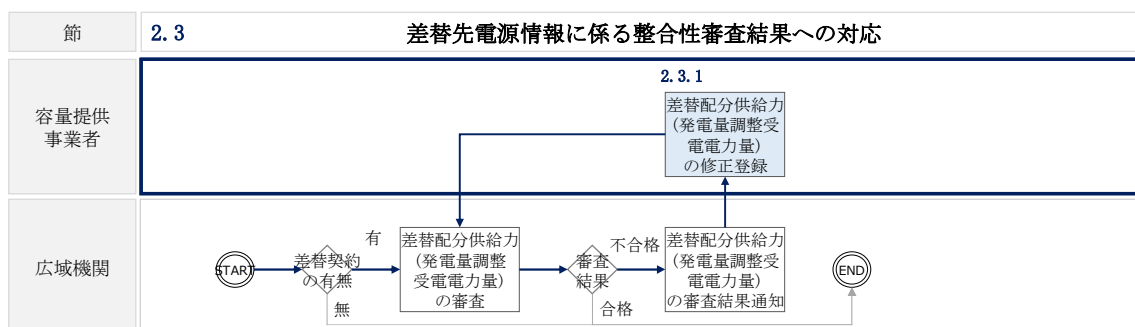 節
2.3
差替先電源情報に係る整合性審査結果への対応
容量提供
事業者
2.3.1
差替配分供給力
(発電量調整受
電電力量)
の修正登録
広域機関
START
差替契約
の有無
有
無
差替配分供給力
(発電量調整
受電電力量)
の審査
審査
結果
不合格
合格
差替配分供給力
(発電量調整受
電電力量)
の審査結果通知
END